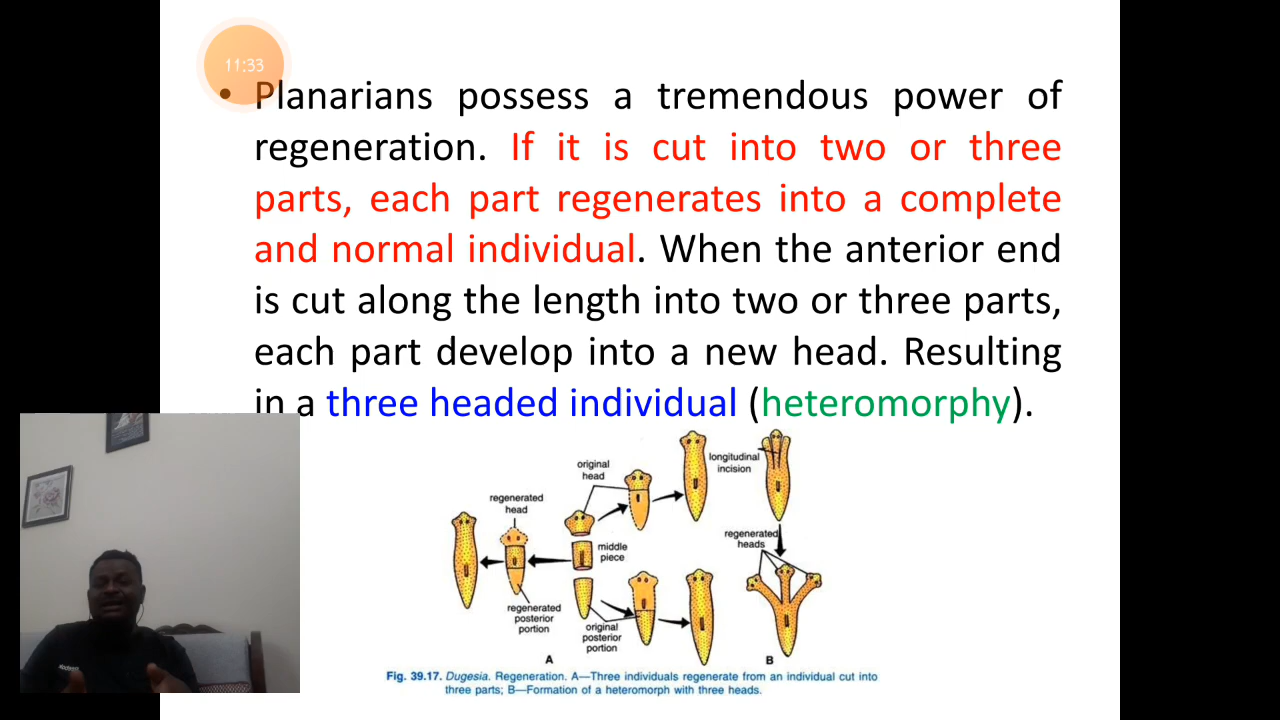 11:33
• Planarians possess a tremendous power of
regeneration. If it is cut into two or three
parts, each part regenerates into a complete
and normal individual. When the anterior end
is cut along the length into two or three parts,
each part develop into a new head. Resulting
in a three headed individual (heteromorphy).
original
head
longitudinal
incision
regenerated
head
middle
piece
regenerated
heads
regenerated
posterior
portion
original
posterior
portion
A
B
Fig. 39.17. Dugesia. Regeneration. A—Three individuals regenerate from an individual cut into
three parts; B—Formation of a heteromorph with three heads.